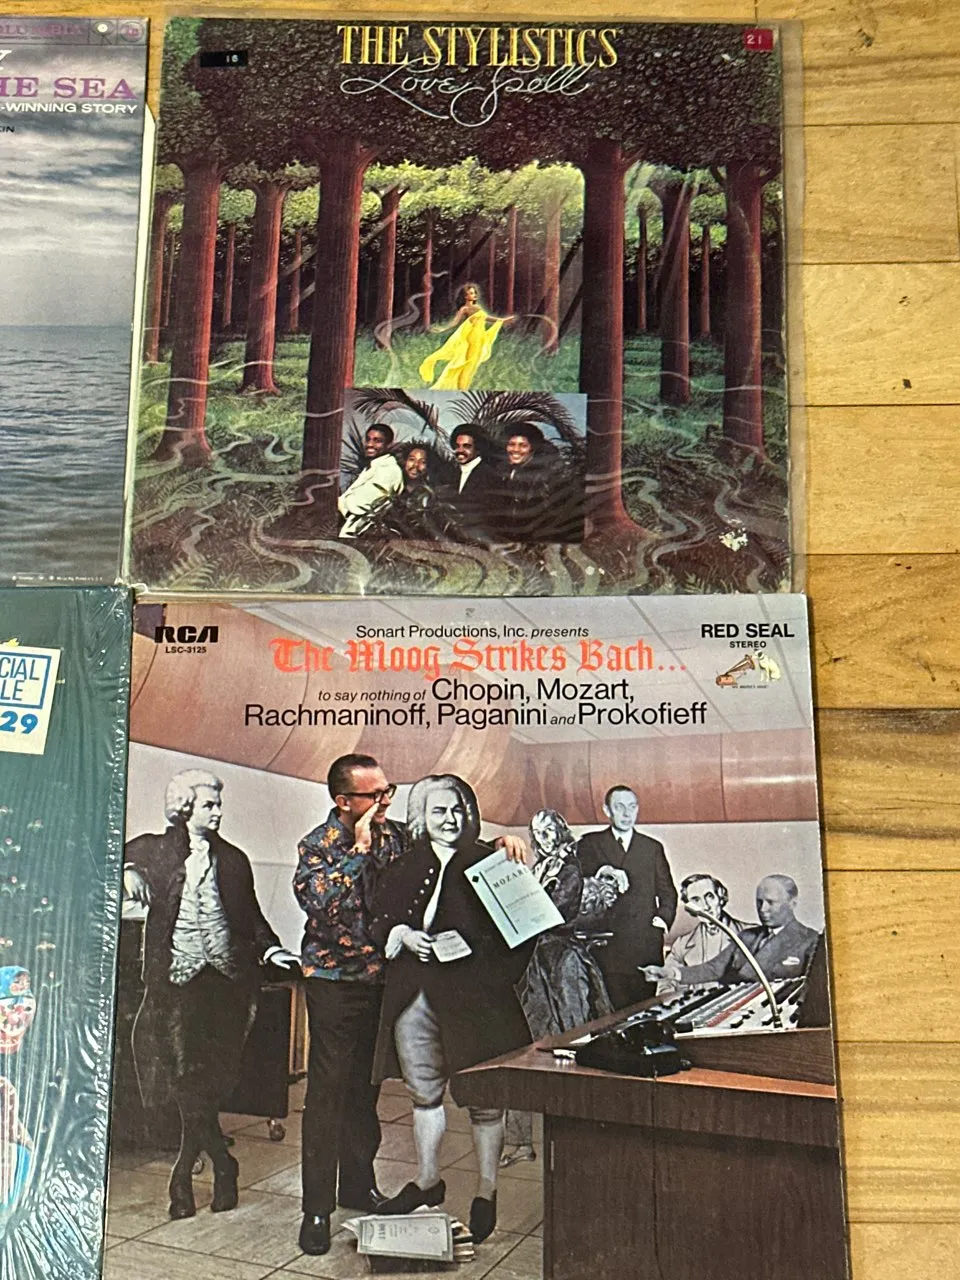 COLUMBIA
HE SEA
-WINNING STORY
KIN
THE STYLISTICS
Love Spell
18
21
CIAL
LE
29
RCA
LSC-3125
Sonart Productions, Inc. presents
RED SEAL
STEREO
The Moog Strikes Bach...
to say nothing of Chopin, Mozart,
Rachmaninoff, Paganini and Prokofieff
MOZART